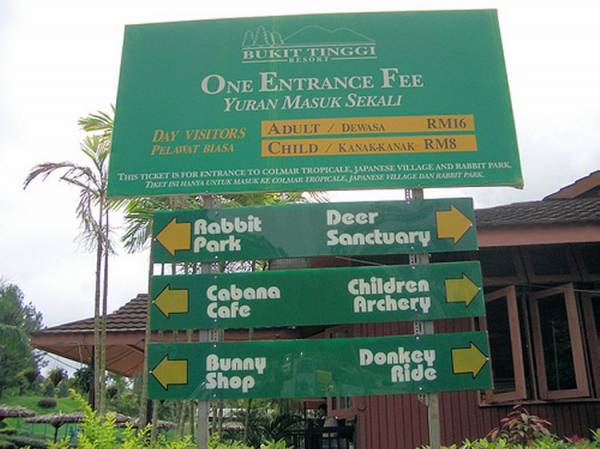 BUKIT TINGGI
RESORT
ONE ENTRANCE FEE
YURAN MASUK SEKALI
DAY VISITORS
PELAWAT BIASA
ADULT / DEWASA RM16
CHILD / KANAK-KANAK RM8
THIS TICKET IS FOR ENTRANCE TO COLMAR TROPICALE, JAPANESE VILLAGE AND RABBIT PARK.
TIKET INI HANYA UNTUK MASUK KE COLMAR TROPICALE, JAPANESE VILLAGE DAN RABBIT PARK.
Rabbit
Park
Deer
Sanctuary
Cabana
Cafe
Children
Archery
Bunny
Shop
Donkey
Ride